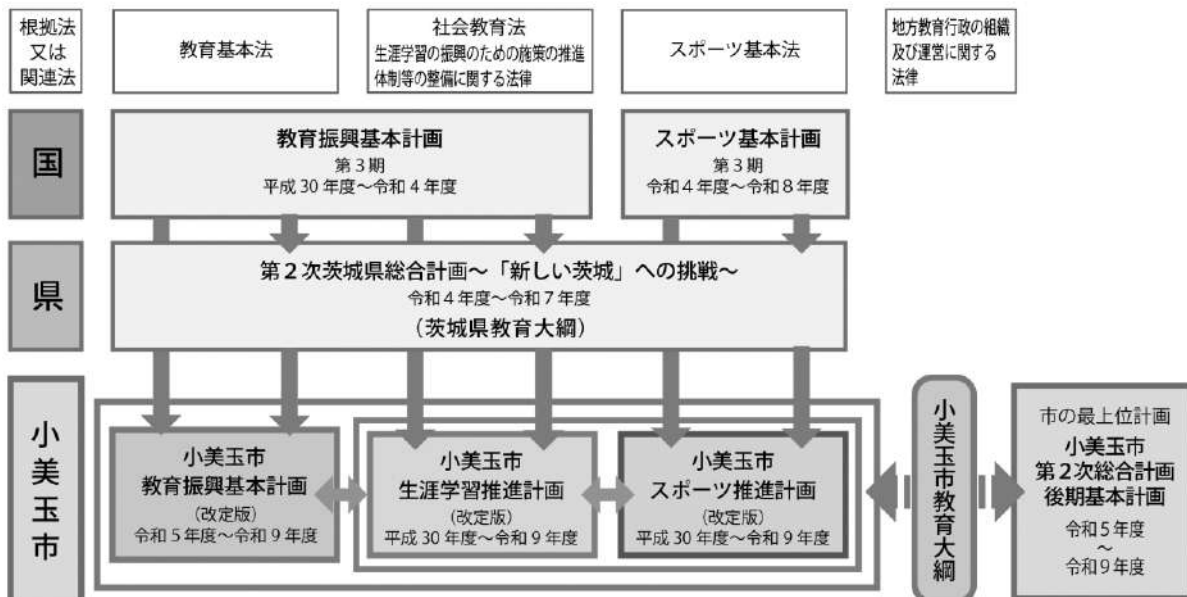 根拠法
又は
関連法
教育基本法
社会教育法
生涯学習の振興のための施策の推進
体制等の整備に関する法律
スポーツ基本法
地方教育行政の組織
及び運営に関する
法律
国
教育振興基本計画
第3期
平成30年度～令和4年度
スポーツ基本計画
第3期
令和4年度～令和8年度
県
第2次茨城県総合計画～「新しい茨城」への挑戦～
令和4年度～令和7年度
（茨城県教育大綱）
小美玉市
小美玉市
教育振興基本計画
（改定版）
令和5年度～令和9年度
小美玉市
生涯学習推進計画
（改定版）
平成30年度～令和9年度
小美玉市
スポーツ推進計画
（改定版）
平成30年度～令和9年度
小美玉市教育大綱
市の最上位計画
小美玉市
第2次総合計画
後期基本計画
令和5年度
～
令和9年度